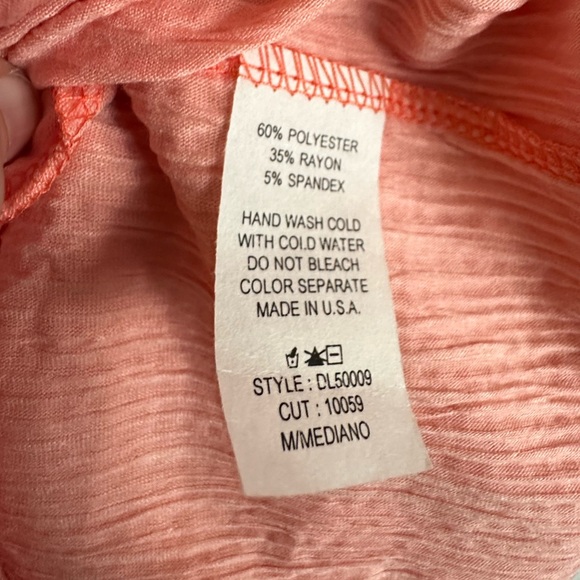 60% POLYESTER
35% RAYON
5% SPANDEX
HAND WASH COLD
WITH COLD WATER
DO NOT BLEACH
COLOR SEPARATE
MADE IN U.S.A.
STYLE : DL50009
CUT : 10059
M/MEDIANO